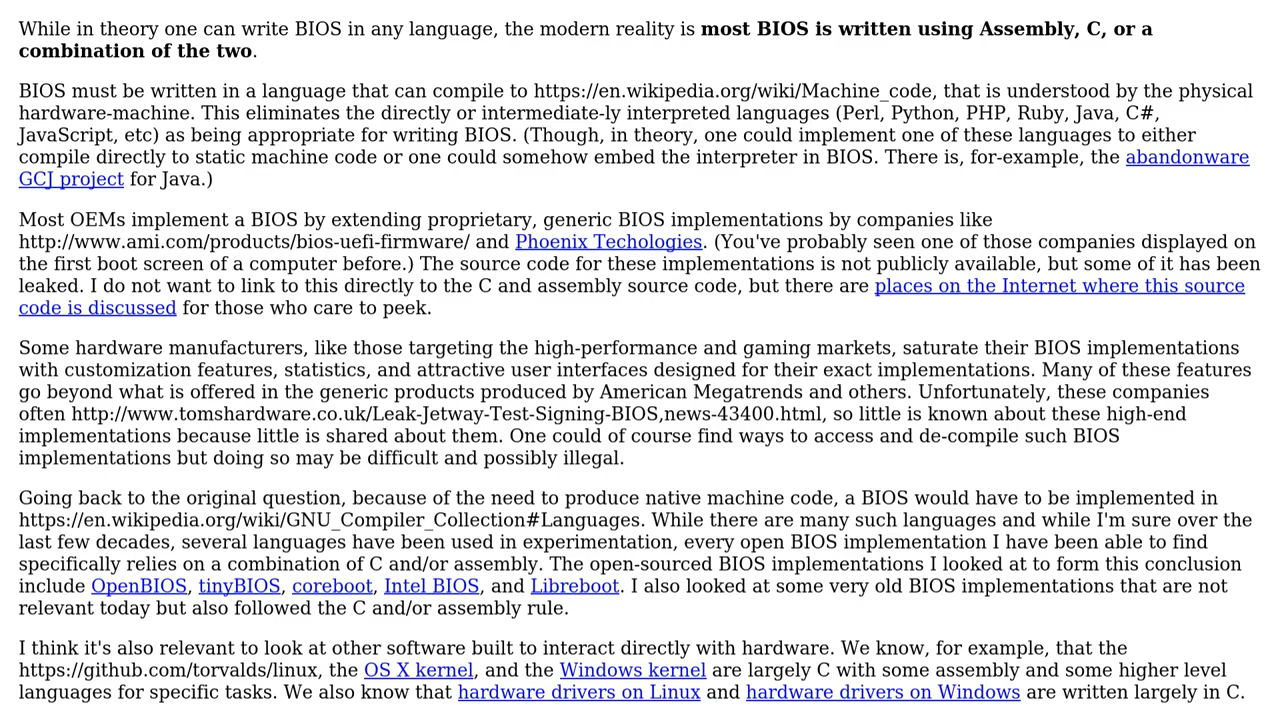 While in theory one can write BIOS in any language, the modern reality is most BIOS is written using Assembly, C, or a
combination of the two.
BIOS must be written in a language that can compile to https://en.wikipedia.org/wiki/Machine_code, that is understood by the physical
hardware-machine. This eliminates the directly or intermediate-ly interpreted languages (Perl, Python, PHP, Ruby, Java, C#,
JavaScript, etc) as being appropriate for writing BIOS. (Though, in theory, one could implement one of these languages to either
compile directly to static machine code or one could somehow embed the interpreter in BIOS. There is, for-example, the abandonware
GCJ project for Java.)
Most OEMs implement a BIOS by extending proprietary, generic BIOS implementations by companies like
http://www.ami.com/products/bios-uefi-firmware/ and Phoenix Techologies. (You've probably seen one of those companies displayed on
the first boot screen of a computer before.) The source code for these implementations is not publicly available, but some of it has been
leaked. I do not want to link to this directly to the C and assembly source code, but there are places on the Internet where this source
code is discussed for those who care to peek.
Some hardware manufacturers, like those targeting the high-performance and gaming markets, saturate their BIOS implementations
with customization features, statistics, and attractive user interfaces designed for their exact implementations. Many of these features
go beyond what is offered in the generic products produced by American Megatrends and others. Unfortunately, these companies
often http://www.tomshardware.co.uk/Leak-Jetway-Test-Signing-BIOS,news-43400.html, so little is known about these high-end
implementations because little is shared about them. One could of course find ways to access and de-compile such BIOS
implementations but doing so may be difficult and possibly illegal.
Going back to the original question, because of the need to produce native machine code, a BIOS would have to be implemented in
https://en.wikipedia.org/wiki/GNU_Compiler_Collection#Languages. While there are many such languages and while I'm sure over the
last few decades, several languages have been used in experimentation, every open BIOS implementation I have been able to find
specifically relies on a combination of C and/or assembly. The open-sourced BIOS implementations I looked at to form this conclusion
include OpenBIOS, tinyBIOS, coreboot, Intel BIOS, and Libreboot. I also looked at some very old BIOS implementations that are not
relevant today but also followed the C and/or assembly rule.
I think it's also relevant to look at other software built to interact directly with hardware. We know, for example, that the
https://github.com/torvalds/linux, the OS X kernel, and the Windows kernel are largely C with some assembly and some higher level
languages for specific tasks. We also know that hardware drivers on Linux and hardware drivers on Windows are written largely in C.